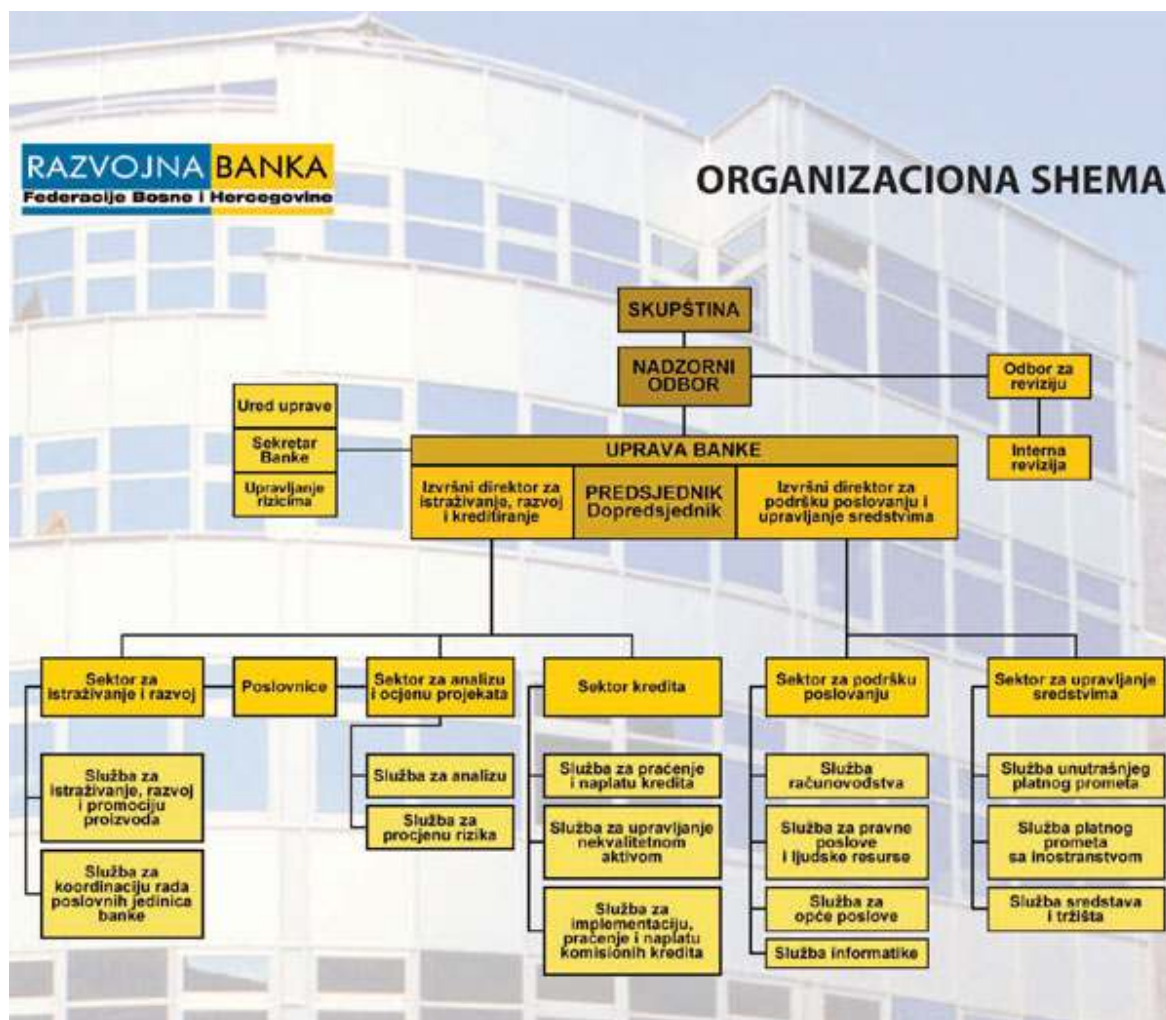 RAZVOJNA BANKA
Federacije Bosne i Hercegovine
ORGANIZACIONA SHEMA
SKUPŠTINA
NADZORNI
ODBOR
Odbor za
reviziju
Interna
revizija
Ured uprave
Sekretar
Banke
Upravljanje
rizicima
UPRAVA BANKE
Izvršni direktor za
istraživanje, razvoj
i kreditiranje
PREDSJEDNIK
Dopredsjednik
Izvršni direktor za
podršku poslovanju i
upravljanje sredstvima
Sektor za
istraživanje i razvoj
Poslovnice
Sektor za analizu
i ocjenu projekata
Sektor kredita
Sektor za podršku
poslovanju
Sektor za upravljanje
sredstvima
Služba za
istraživanje, razvoj
i promociju
proizvoda
Služba za
koordinaciju rada
poslovnih jedinica
banke
Služba za analizu
Služba za
procjenu rizika
Služba za praćenje
i naplatu kredita
Služba za upravljanje
nekvalitetnom
aktivom
Služba za
implementaciju,
praćenje i naplatu
komisionih kredita
Služba
računovodstva
Služba za pravne
poslove
i ljudske resurse
Služba za
opće poslove
Služba informatike
Služba unutrašnjeg
platnog prometa
Služba platnog
prometa
sa inostranstvom
Služba sredstava
i tržišta